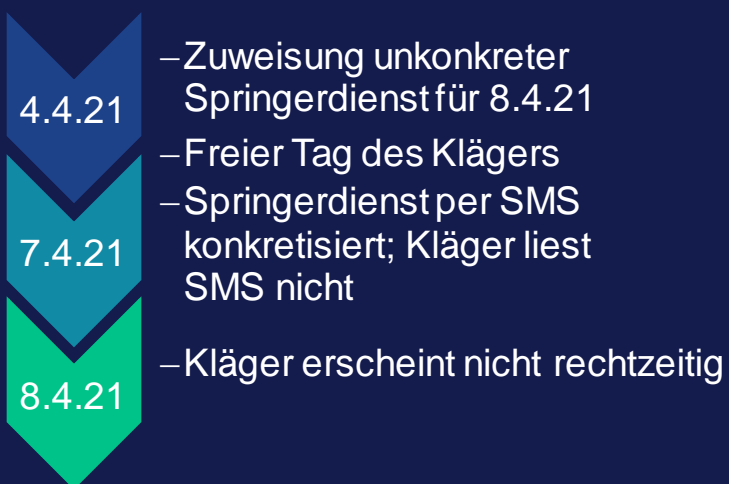 4.4.21
–Zuweisung unkonkreter
Springerdienst für 8.4.21
–Freier Tag des Klägers
7.4.21
–Springerdienst per SMS
konkretisiert; Kläger liest
SMS nicht
8.4.21
–Kläger erscheint nicht rechtzeitig